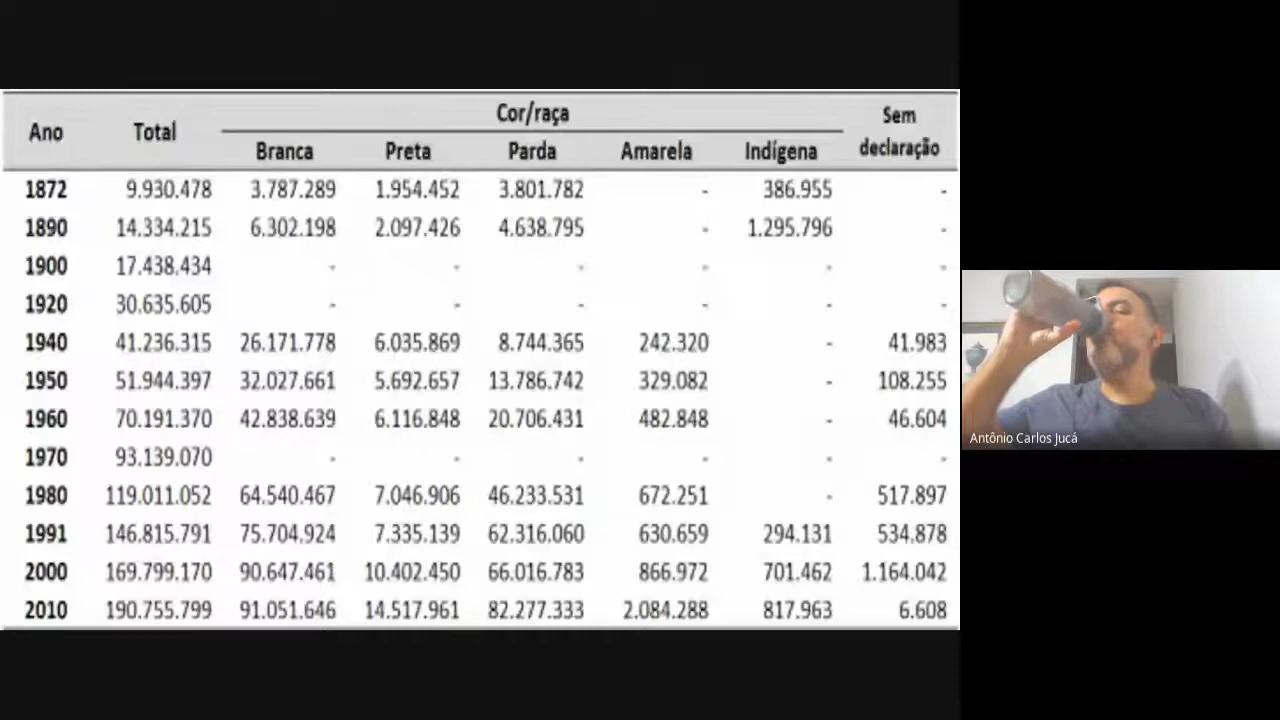 Ano Total Cor/raça Sem declaração
Branca Preta Parda Amarela Indígena
1872 9.930.478 3.787.289 1.954.452 3.801.782 - 386.955 -
1890 14.334.215 6.302.198 2.097.426 4.638.795 - 1.295.796 -
1900 17.438.434 - - - - - -
1920 30.635.605 - - - - - -
1940 41.236.315 26.171.778 6.035.869 8.744.365 242.320 - 41.983
1950 51.944.397 32.027.661 5.692.657 13.786.742 329.082 - 108.255
1960 70.191.370 42.838.639 6.116.848 20.706.431 482.848 - 46.604
1970 93.139.070 - - - - - -
1980 119.011.052 64.540.467 7.046.906 46.233.531 672.251 - 517.897
1991 146.815.791 75.704.924 7.335.139 62.316.060 630.659 294.131 534.878
2000 169.799.170 90.647.461 10.402.450 66.016.783 866.972 701.462 1.164.042
2010 190.755.799 91.051.646 14.517.961 82.277.333 2.084.288 817.963 6.608
Antônio Carlos Jucá